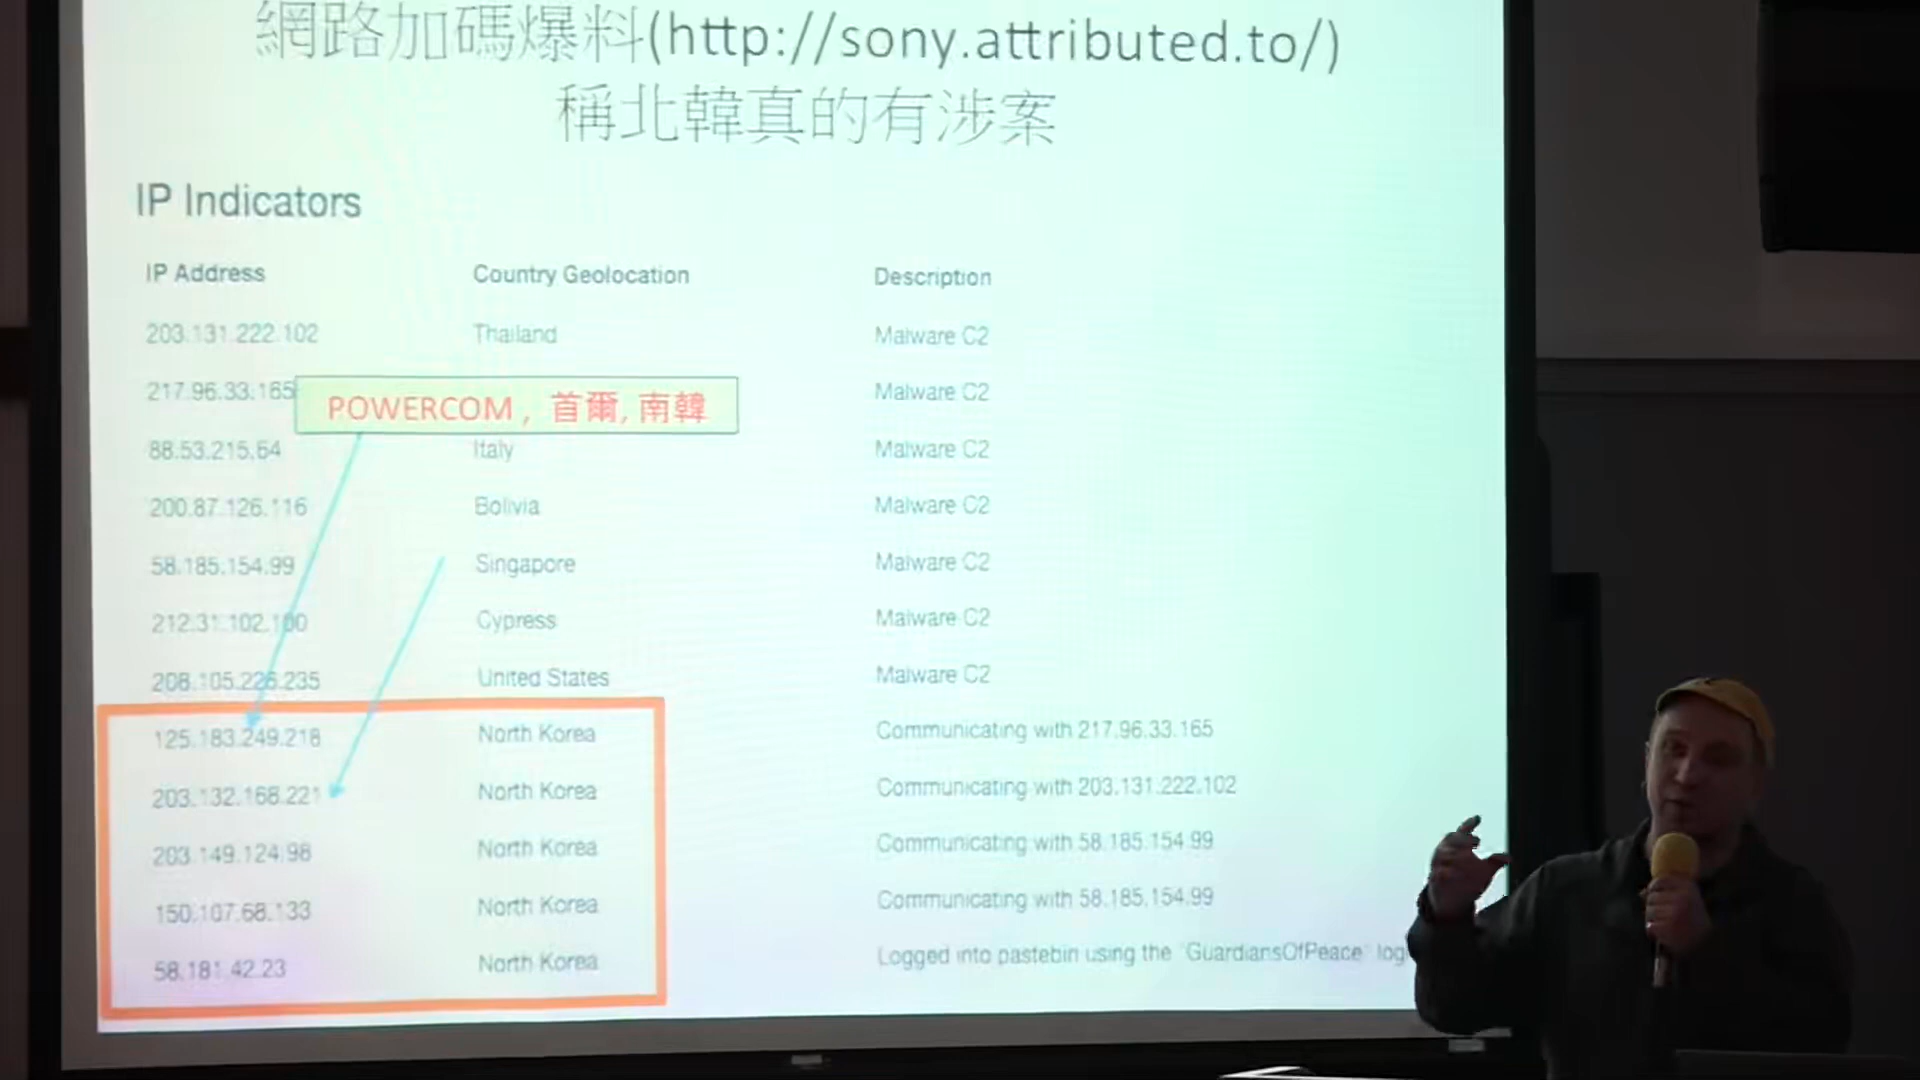 網路加碼爆料(http://sony.attributed.to/)
稱北韓真的有涉案
IP Indicators
IP Address Country Geolocation Description
203.131.222.102 Thailand Malware C2
217.96.33.165 Malware C2
POWERCOM , 首爾, 南韓
88.53.215.64 Italy Malware C2
200.87.126.116 Bolivia Malware C2
58.185.154.99 Singapore Malware C2
212.31.102.100 Cypress Malware C2
208.105.226.235 United States Malware C2
125.183.249.218 North Korea Communicating with 217.96.33.165
203.132.168.221 North Korea Communicating with 203.131.222.102
203.149.124.98 North Korea Communicating with 58.185.154.99
150.107.68.133 North Korea Communicating with 58.185.154.99
58.181.42.23 North Korea Logged into pastebin using the 'GuardiansOfPeace' log